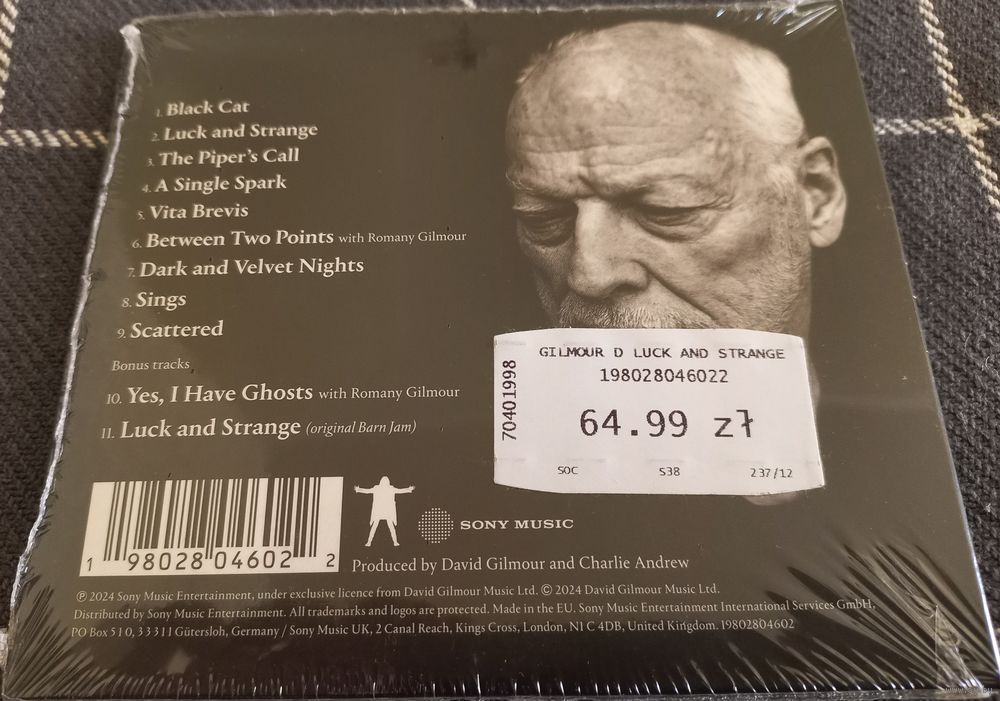 1. Black Cat
2. Luck and Strange
3. The Piper's Call
4. A Single Spark
5. Vita Brevis
6. Between Two Points with Romany Gilmour
7. Dark and Velvet Nights
8. Sings
9. Scattered
Bonus tracks
10. Yes, I Have Ghosts with Romany Gilmour
11. Luck and Strange (original Barn Jam)
GILMOUR D LUCK AND STRANGE
198028046022
70401998
64.99 zł
SOC S38 237/12
1 98028 04602 2
SONY MUSIC
Produced by David Gilmour and Charlie Andrew
℗ 2024 Sony Music Entertainment, under exclusive licence from David Gilmour Music Ltd. © 2024 David Gilmour Music Ltd.
Distributed by Sony Music Entertainment. All trademarks and logos are protected. Made in the EU. Sony Music Entertainment International Services GmbH,
PO Box 510, 33311 Gütersloh, Germany / Sony Music UK, 2 Canal Reach, Kings Cross, London, N1C 4DB, United Kingdom. 19802804602